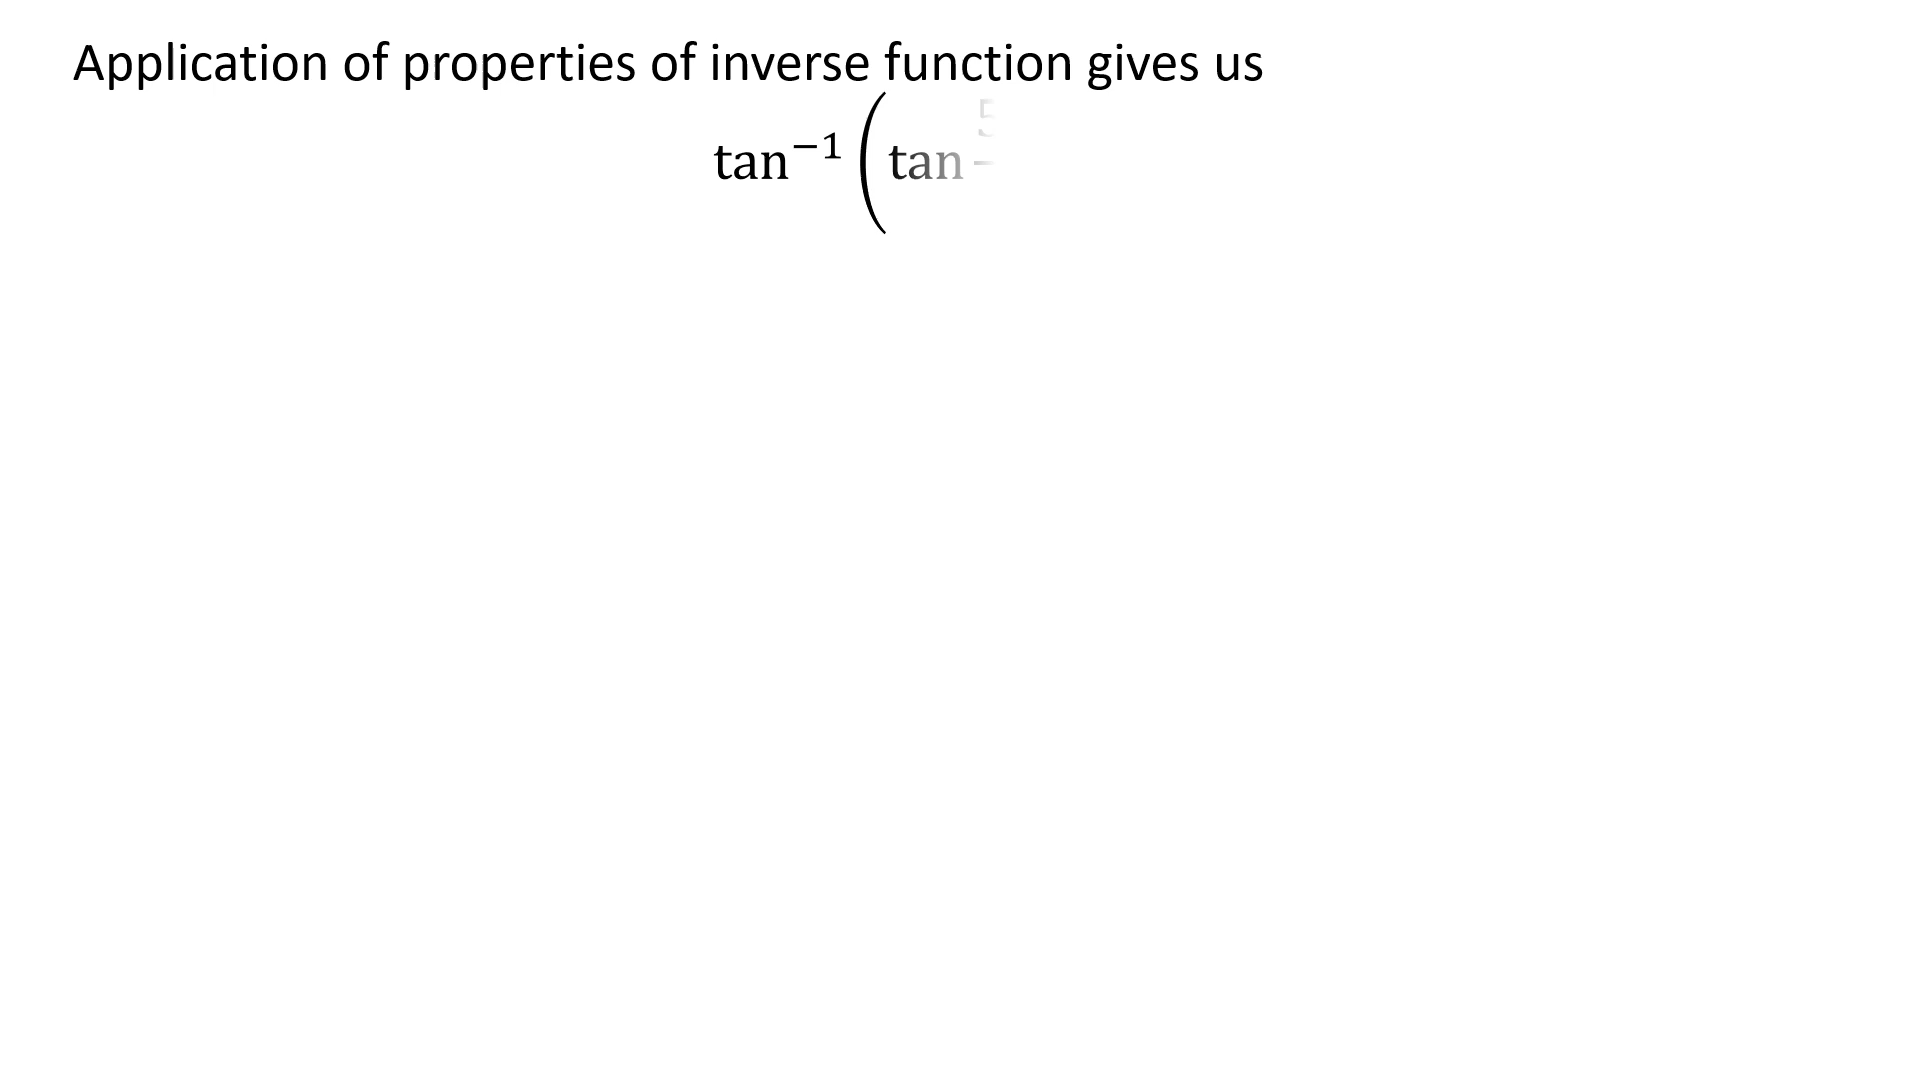 Application of properties of inverse function gives us
tan⁻¹ (tan